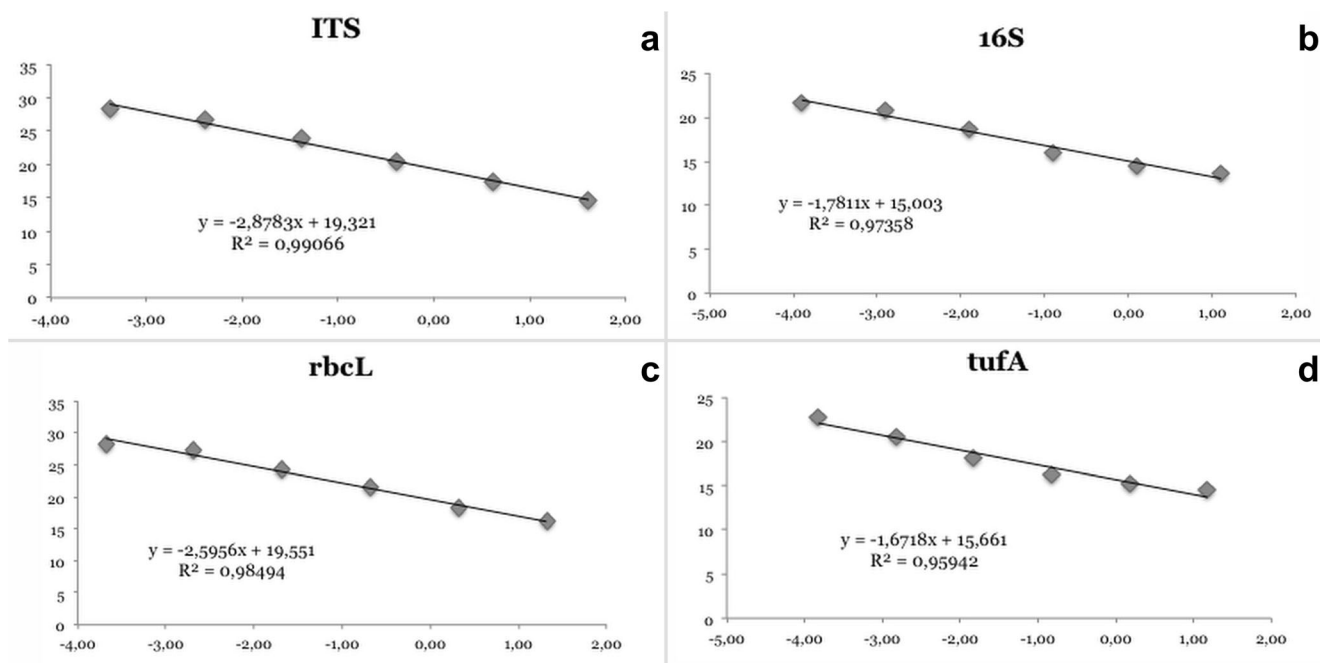 ITS
a
35
30
25
20
15
10
5
0
y = -2,8783x + 19,321
R² = 0,99066
-4,00 -3,00 -2,00 -1,00 0,00 1,00 2,00
16S
b
25
20
15
10
5
0
y = -1,7811x + 15,003
R² = 0,97358
-5,00 -4,00 -3,00 -2,00 -1,00 0,00 1,00 2,00
rbcL
c
35
30
25
20
15
10
5
0
y = -2,5956x + 19,551
R² = 0,98494
-4,00 -3,00 -2,00 -1,00 0,00 1,00 2,00
tufA
d
25
20
15
10
5
0
y = -1,6718x + 15,661
R² = 0,95942
-5,00 -4,00 -3,00 -2,00 -1,00 0,00 1,00 2,00